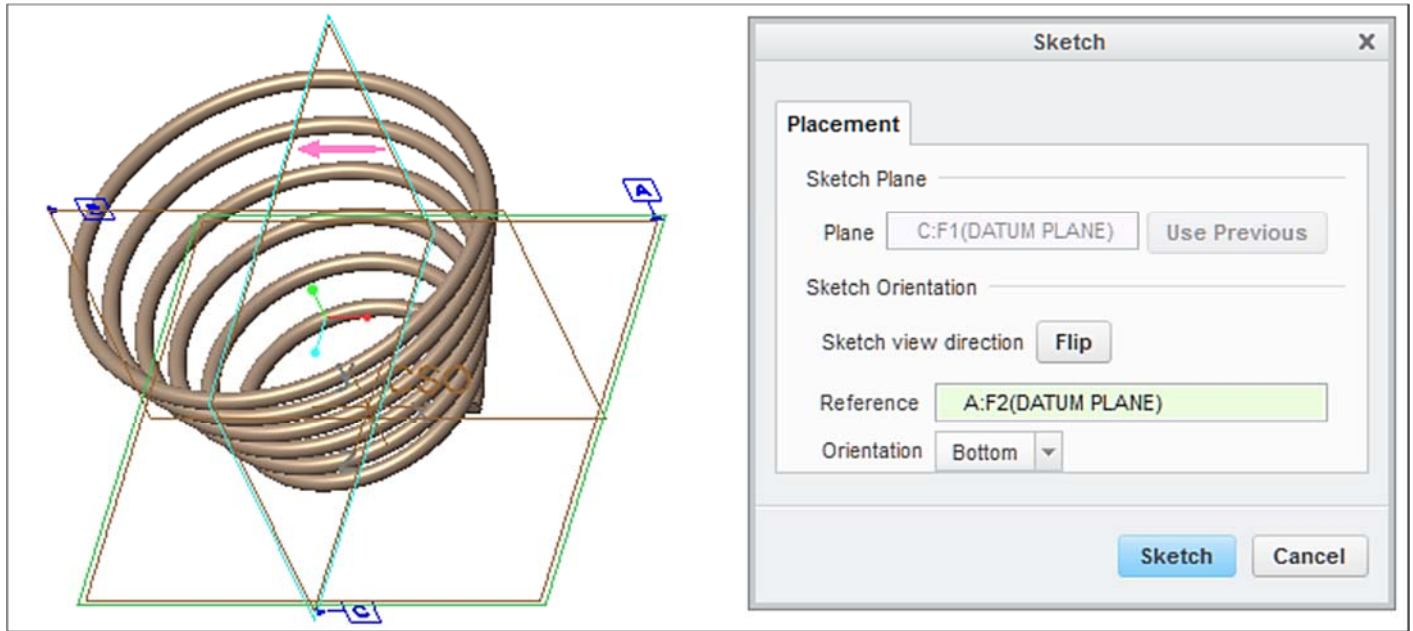 A
B
CSO
X
Z
C
Sketch X
Placement
Sketch Plane
Plane C:F1(DATUM PLANE) Use Previous
Sketch Orientation
Sketch view direction Flip
Reference A:F2(DATUM PLANE)
Orientation Bottom
Sketch Cancel